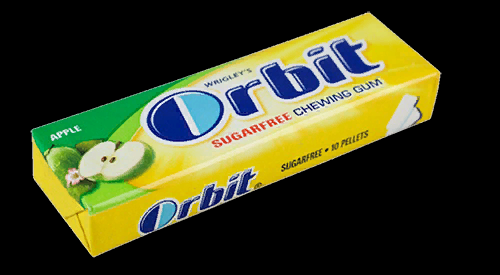 WRIGLEY'S
Orbit
SUGARFREE CHEWING GUM
APPLE
SUGARFREE • 10 PELLETS
Orbit®